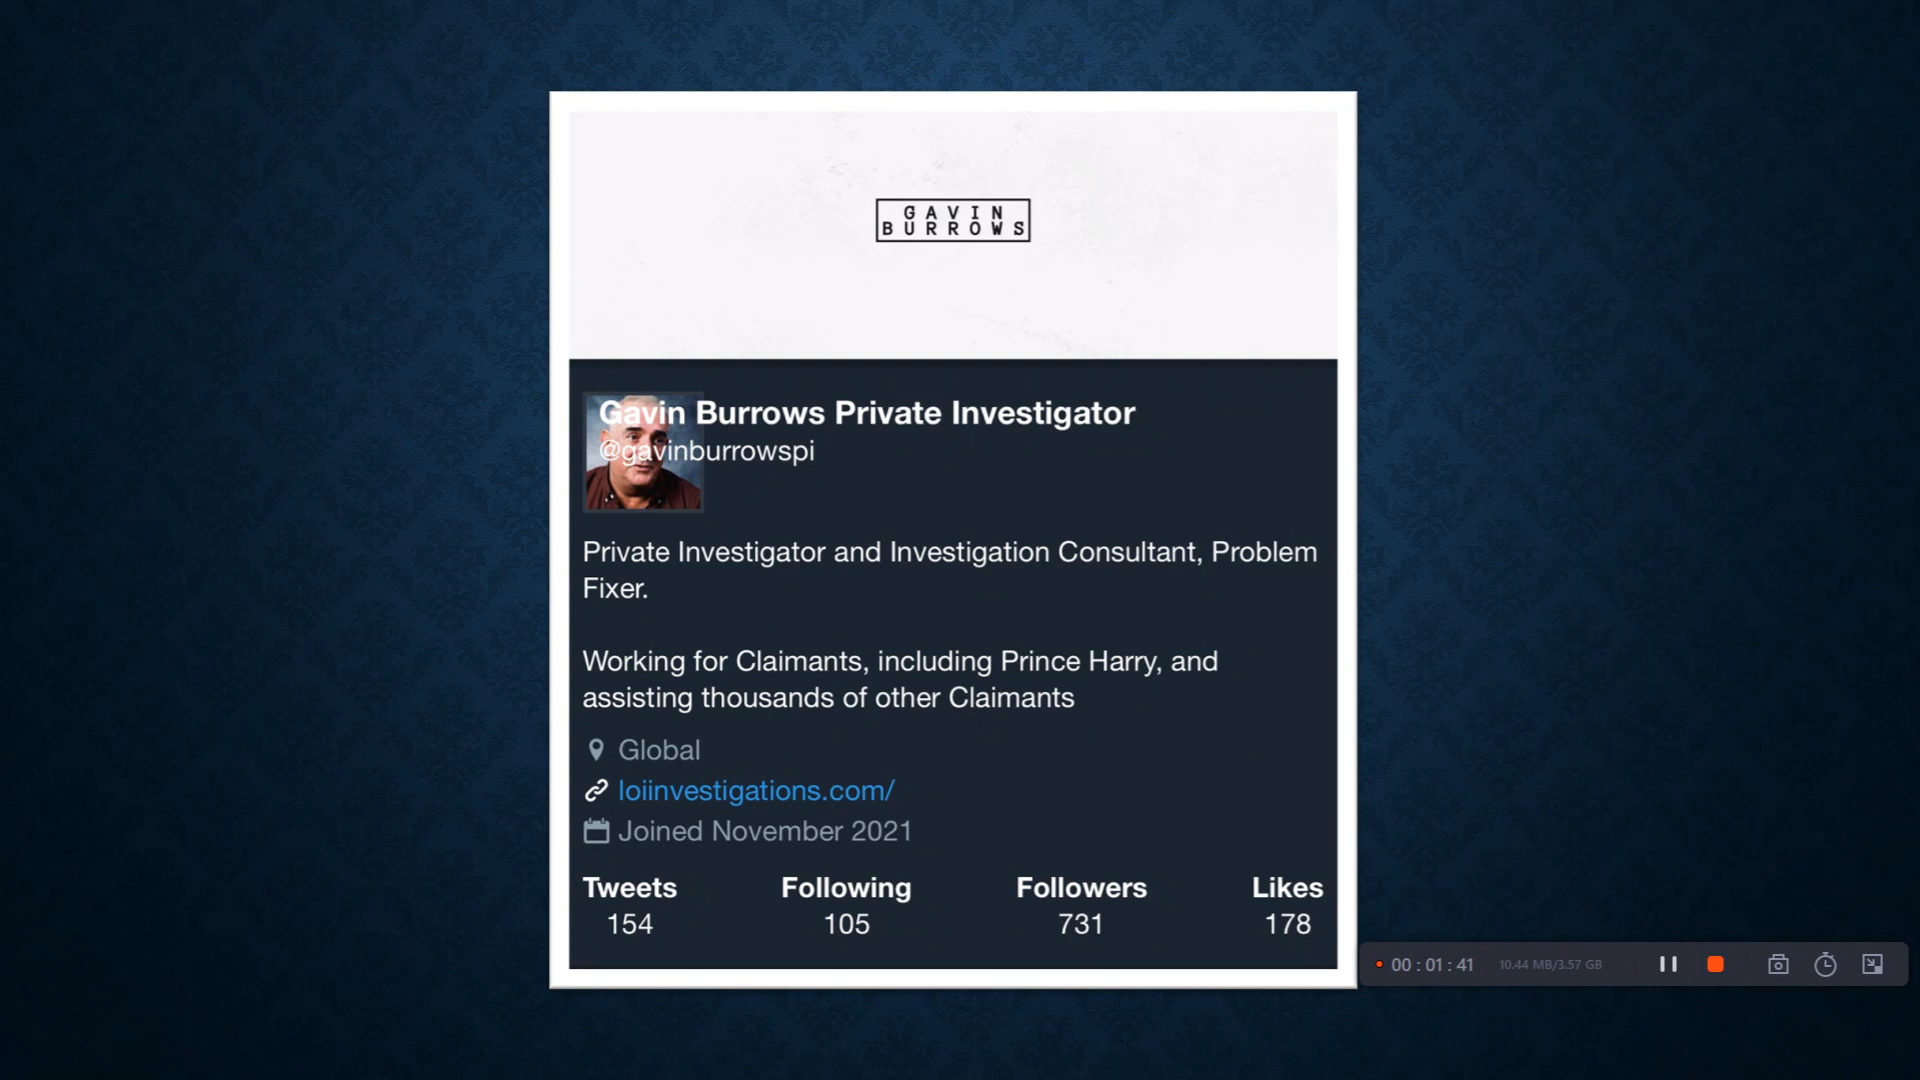 GAVIN
BURROWS
Gavin Burrows Private Investigator
@gavinburrowspi
Private Investigator and Investigation Consultant, Problem
Fixer.
Working for Claimants, including Prince Harry, and
assisting thousands of other Claimants
Global
loiinvestigations.com/
Joined November 2021
Tweets Following Followers Likes
154 105 731 178
00 : 01 : 41 10.44 MB/3.57 GB